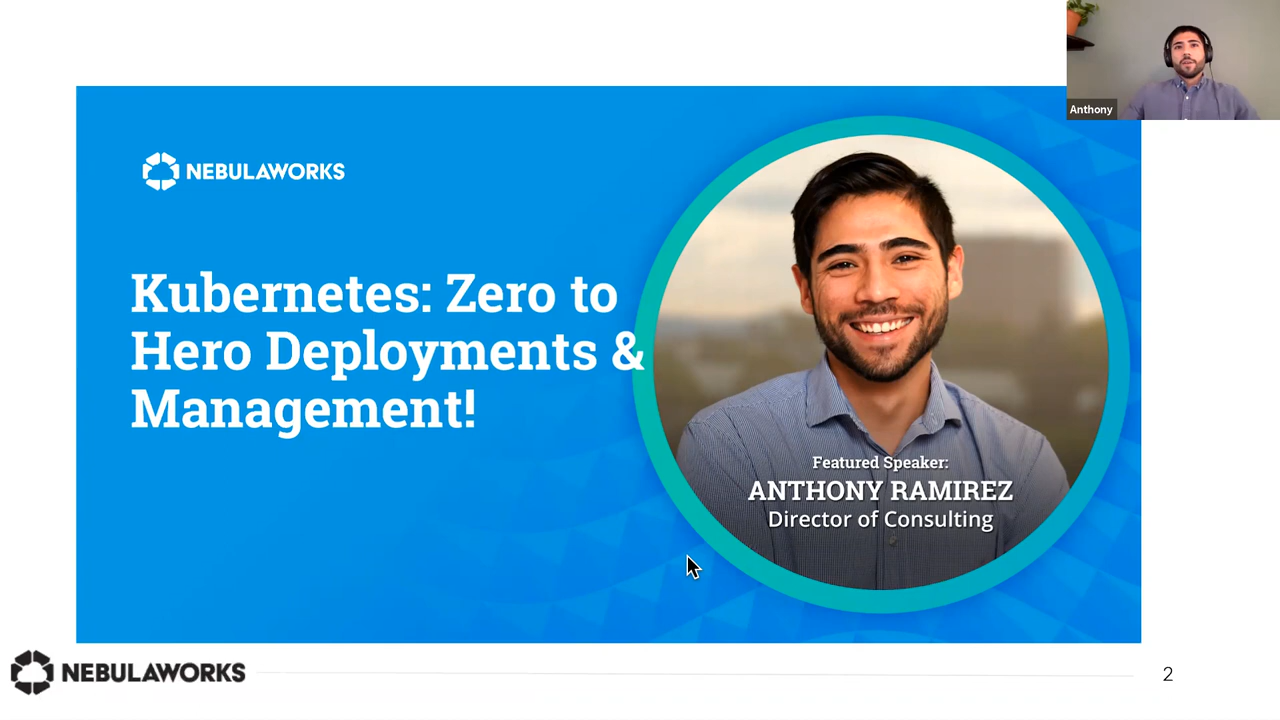 Anthony
NEBULAWORKS
Kubernetes: Zero to
Hero Deployments &
Management!
Featured Speaker:
ANTHONY RAMIREZ
Director of Consulting
NEBULAWORKS
2